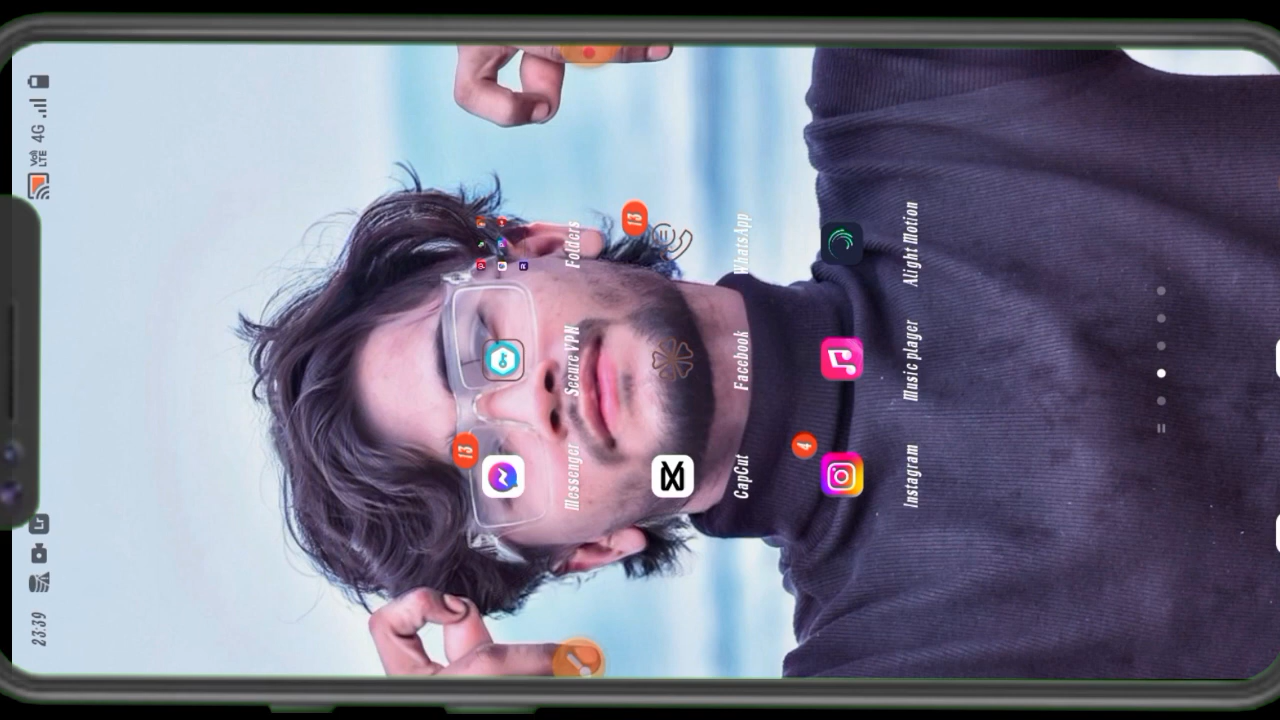 23:39 Vo)) LTE 4G
13
Messenger Secure VPN Folders
13
CapCut Facebook WhatsApp
4
Instagram Music player Alight Motion